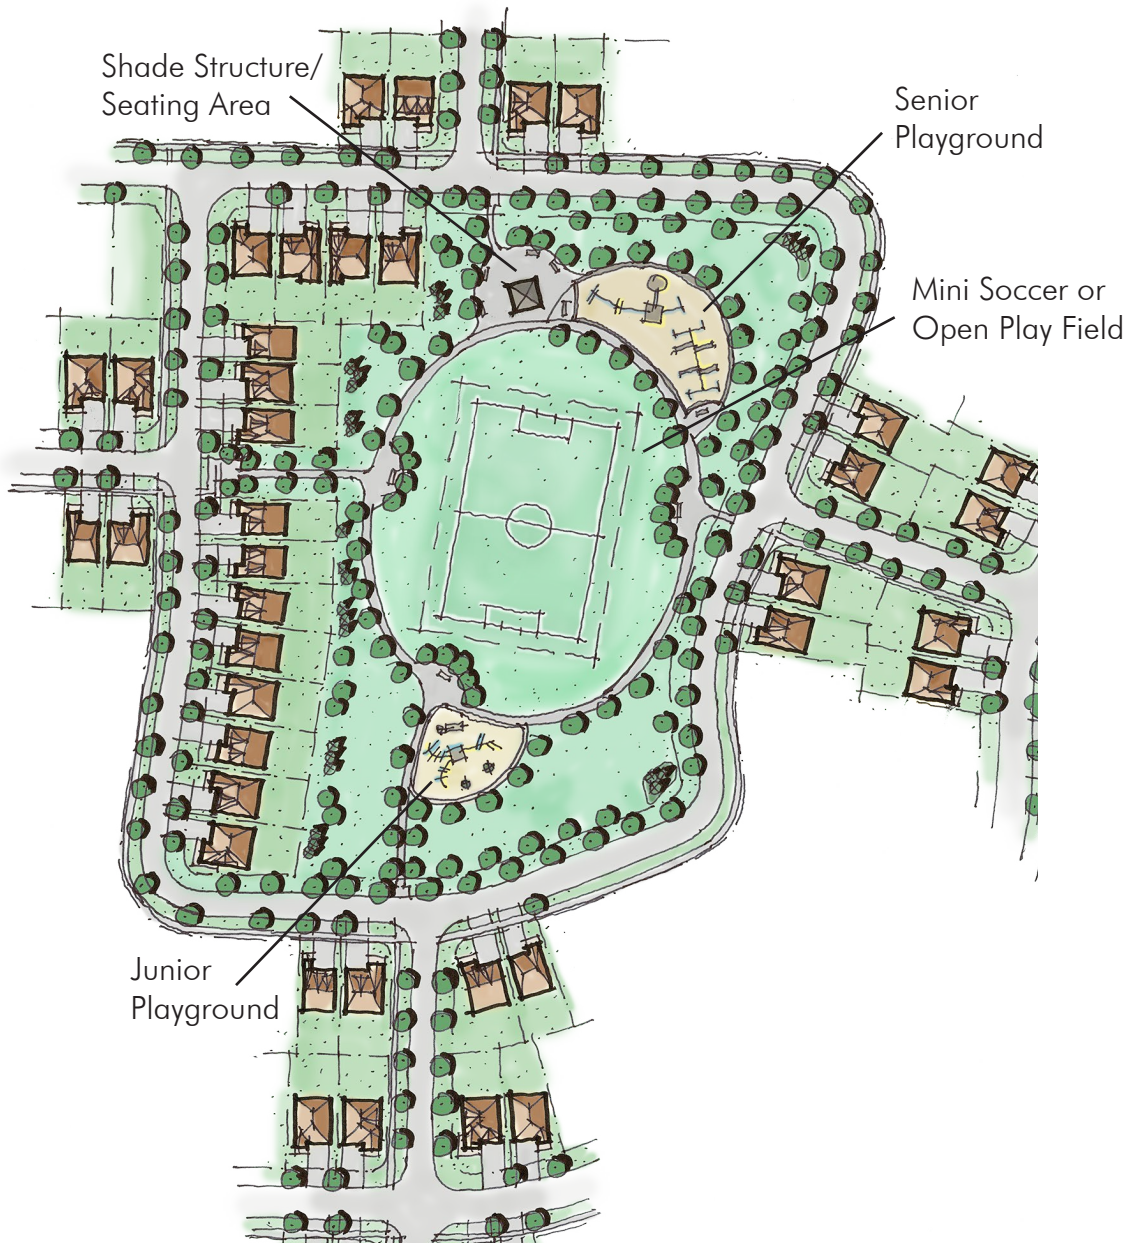 Shade Structure/
Seating Area
Senior
Playground
Mini Soccer or
Open Play Field
Junior
Playground